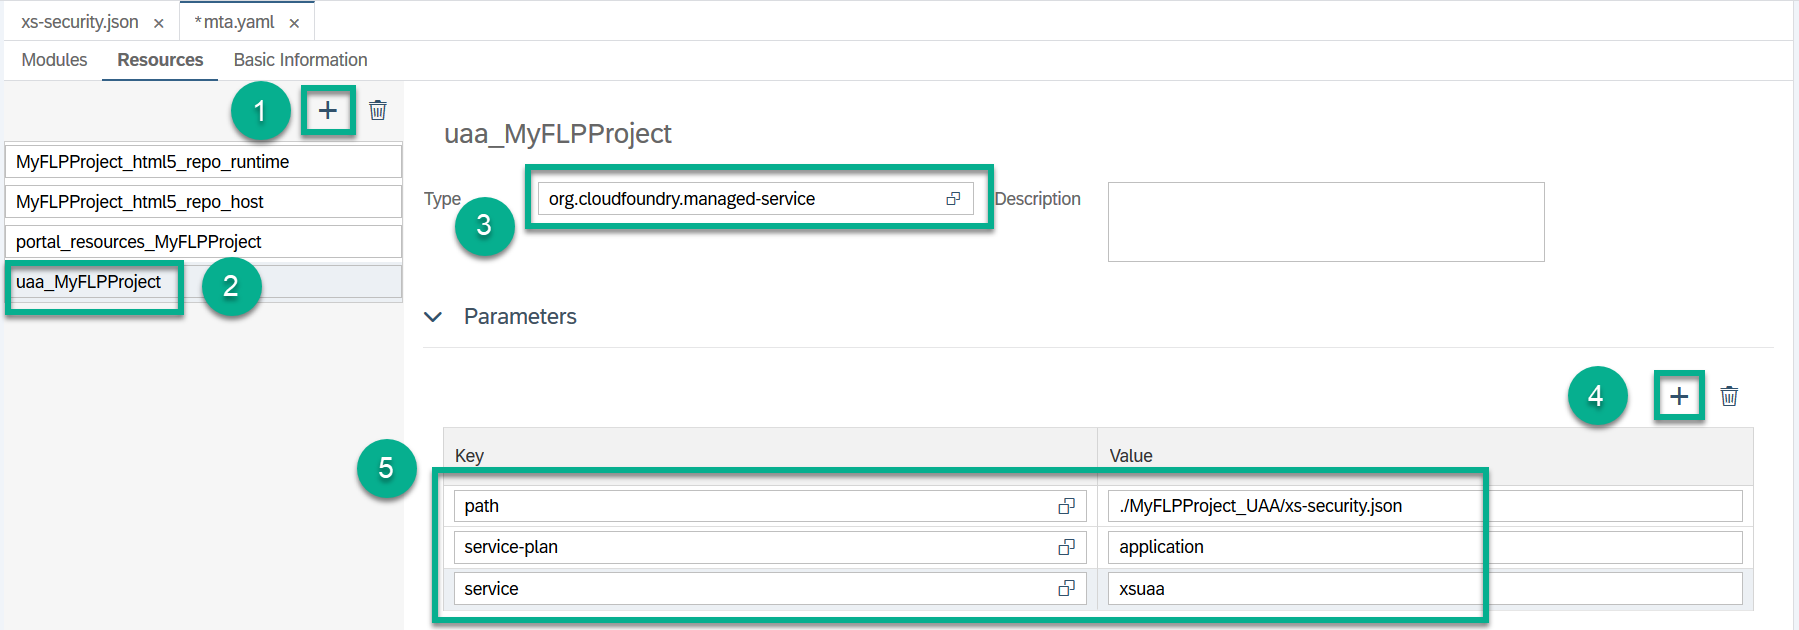 xs-security.json × *mta.yaml ×
Modules Resources Basic Information
1 +
MyFLPProject_html5_repo_runtime
MyFLPProject_html5_repo_host
portal_resources_MyFLPProject
uaa_MyFLPProject 2
uaa_MyFLPProject
Type org.cloudfoundry.managed-service Description
3
Parameters
4 +
5 Key Value
path ./MyFLPProject_UAA/xs-security.json
service-plan application
service xsuaa